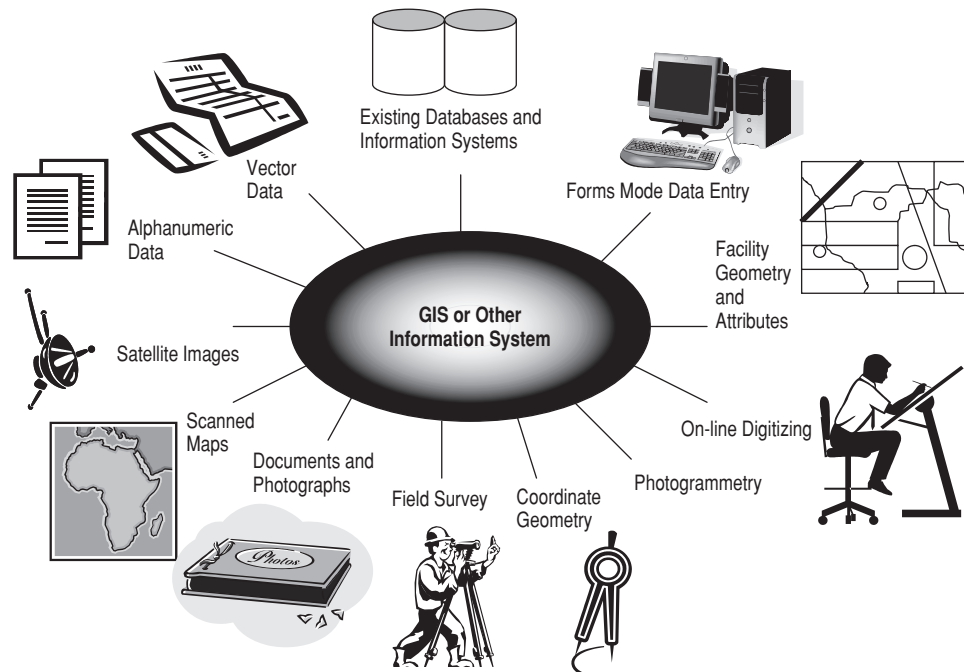 Existing Databases and
Information Systems
Vector
Data
Forms Mode Data Entry
Alphanumeric
Data
Facility
Geometry
and
Attributes
GIS or Other
Information System
Satellite Images
Scanned
Maps
On-line Digitizing
Documents and
Photographs
Photogrammetry
Field Survey
Coordinate
Geometry
Photos